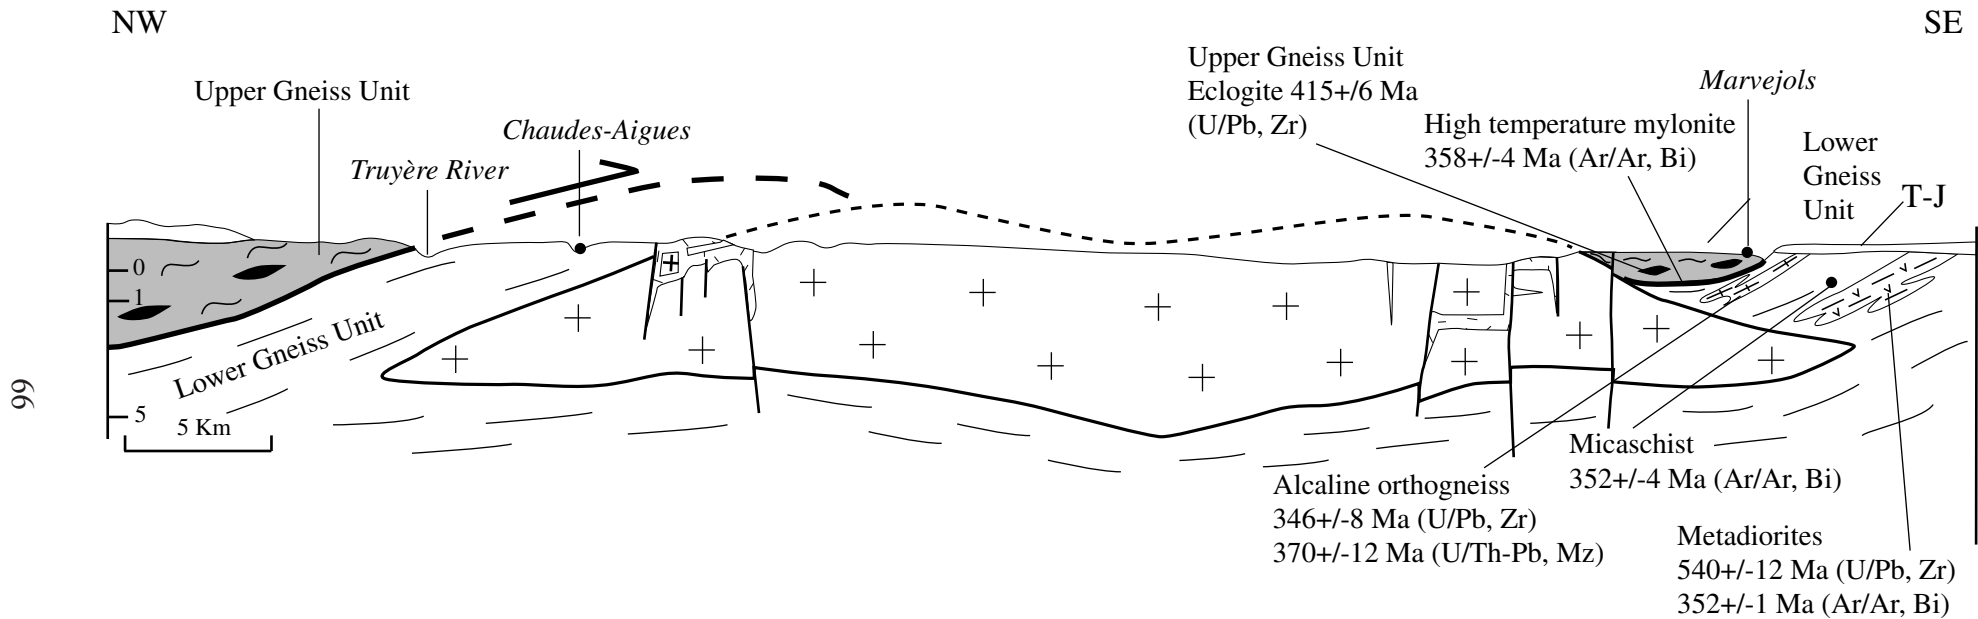 NW
SE
Upper Gneiss Unit
Chaudes-Aigues
Truyère River
Upper Gneiss Unit
Eclogite 415+/6 Ma
(U/Pb, Zr)
High temperature mylonite
358+/-4 Ma (Ar/Ar, Bi)
Marvejols
Lower
Gneiss
Unit
T-J
0
1
5
5 Km
Lower Gneiss Unit
Alcaline orthogneiss
346+/-8 Ma (U/Pb, Zr)
370+/-12 Ma (U/Th-Pb, Mz)
Micaschist
352+/-4 Ma (Ar/Ar, Bi)
Metadiorites
540+/-12 Ma (U/Pb, Zr)
352+/-1 Ma (Ar/Ar, Bi)
66